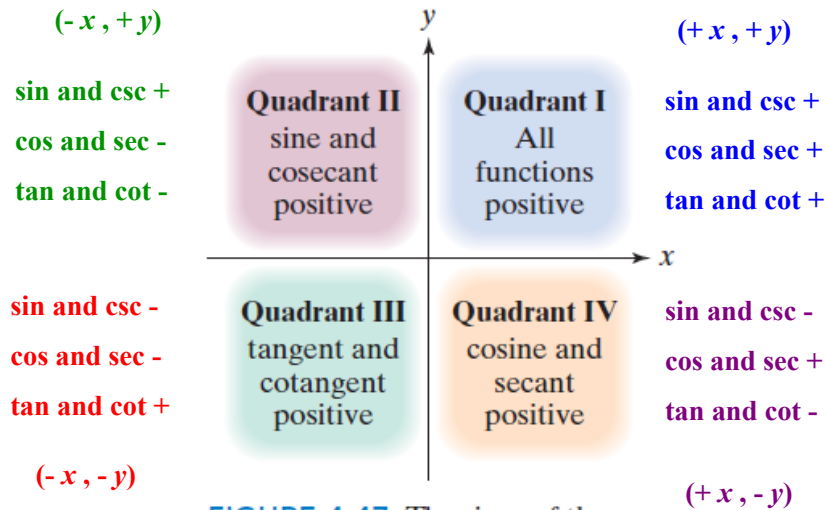 (- x , + y)
y
(+ x , + y)
sin and csc +
cos and sec -
tan and cot -
Quadrant II
sine and
cosecant
positive
Quadrant I
All
functions
positive
sin and csc +
cos and sec +
tan and cot +
x
sin and csc -
cos and sec -
tan and cot +
Quadrant III
tangent and
cotangent
positive
Quadrant IV
cosine and
secant
positive
sin and csc -
cos and sec +
tan and cot -
(- x , - y)
(+ x , - y)